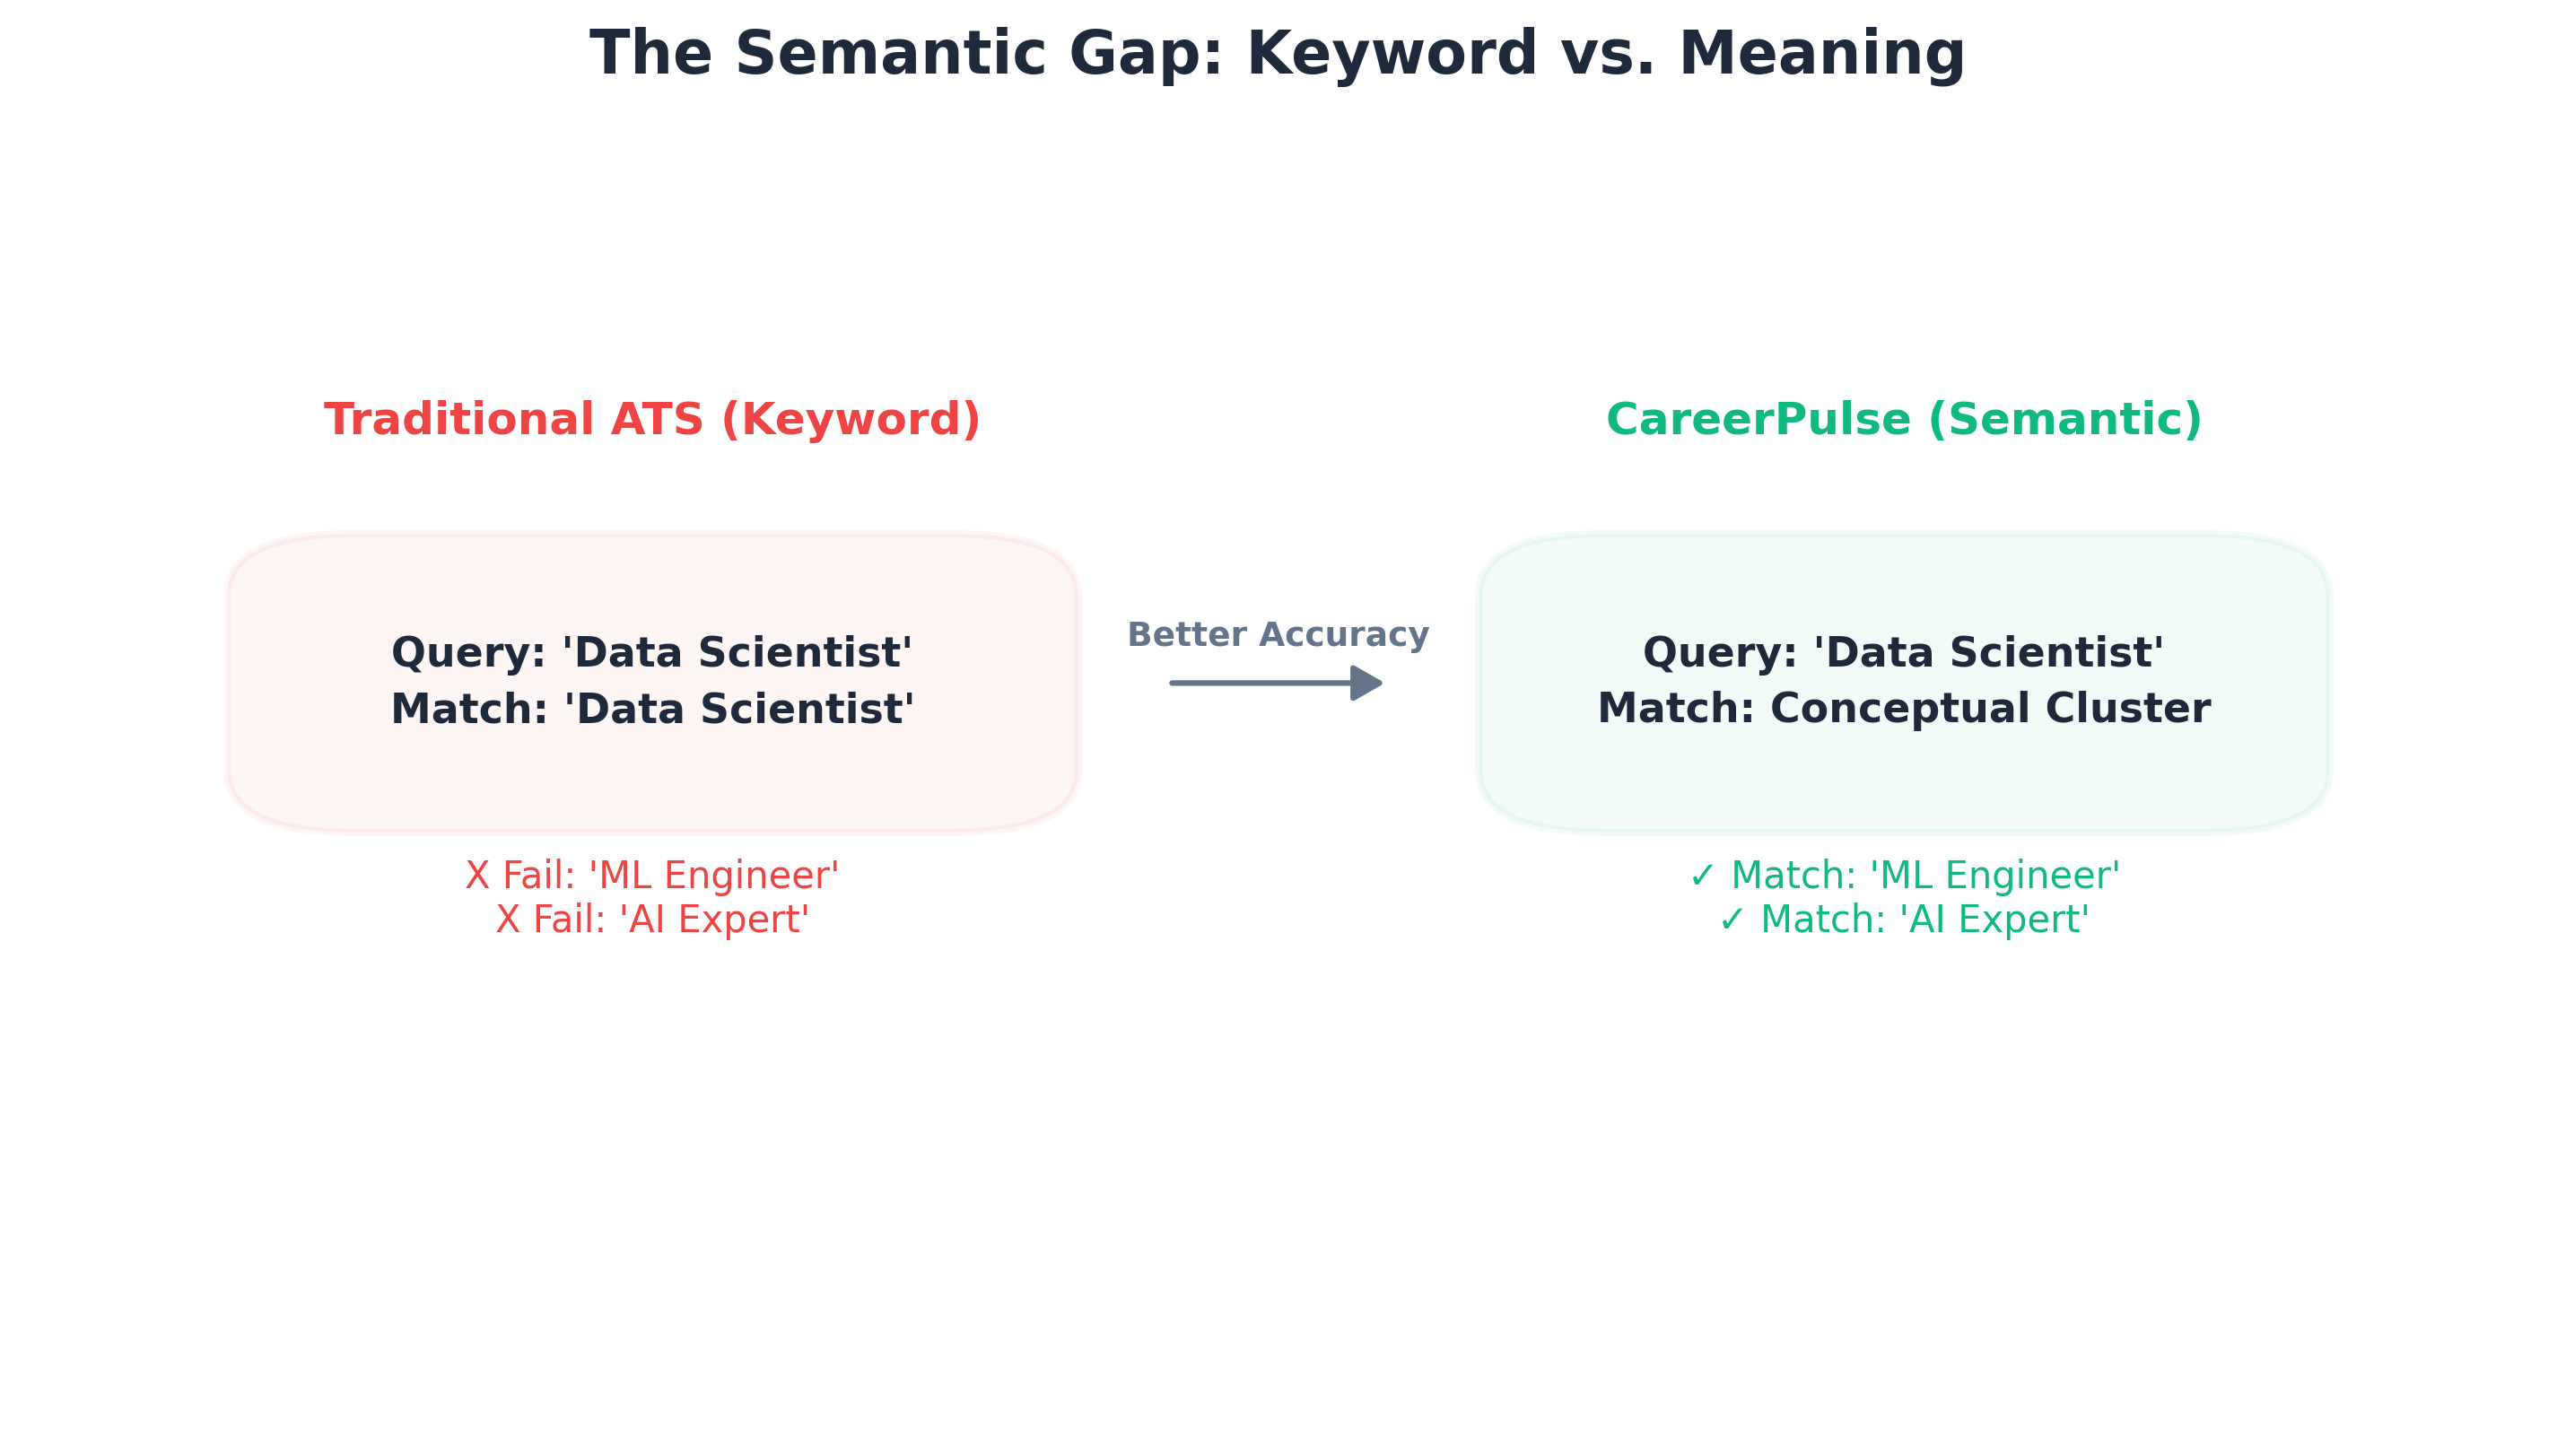 The Semantic Gap: Keyword vs. Meaning
Traditional ATS (Keyword)
Query: 'Data Scientist'
Match: 'Data Scientist'
X Fail: 'ML Engineer'
X Fail: 'AI Expert'
Better Accuracy
CareerPulse (Semantic)
Query: 'Data Scientist'
Match: Conceptual Cluster
✓ Match: 'ML Engineer'
✓ Match: 'AI Expert'